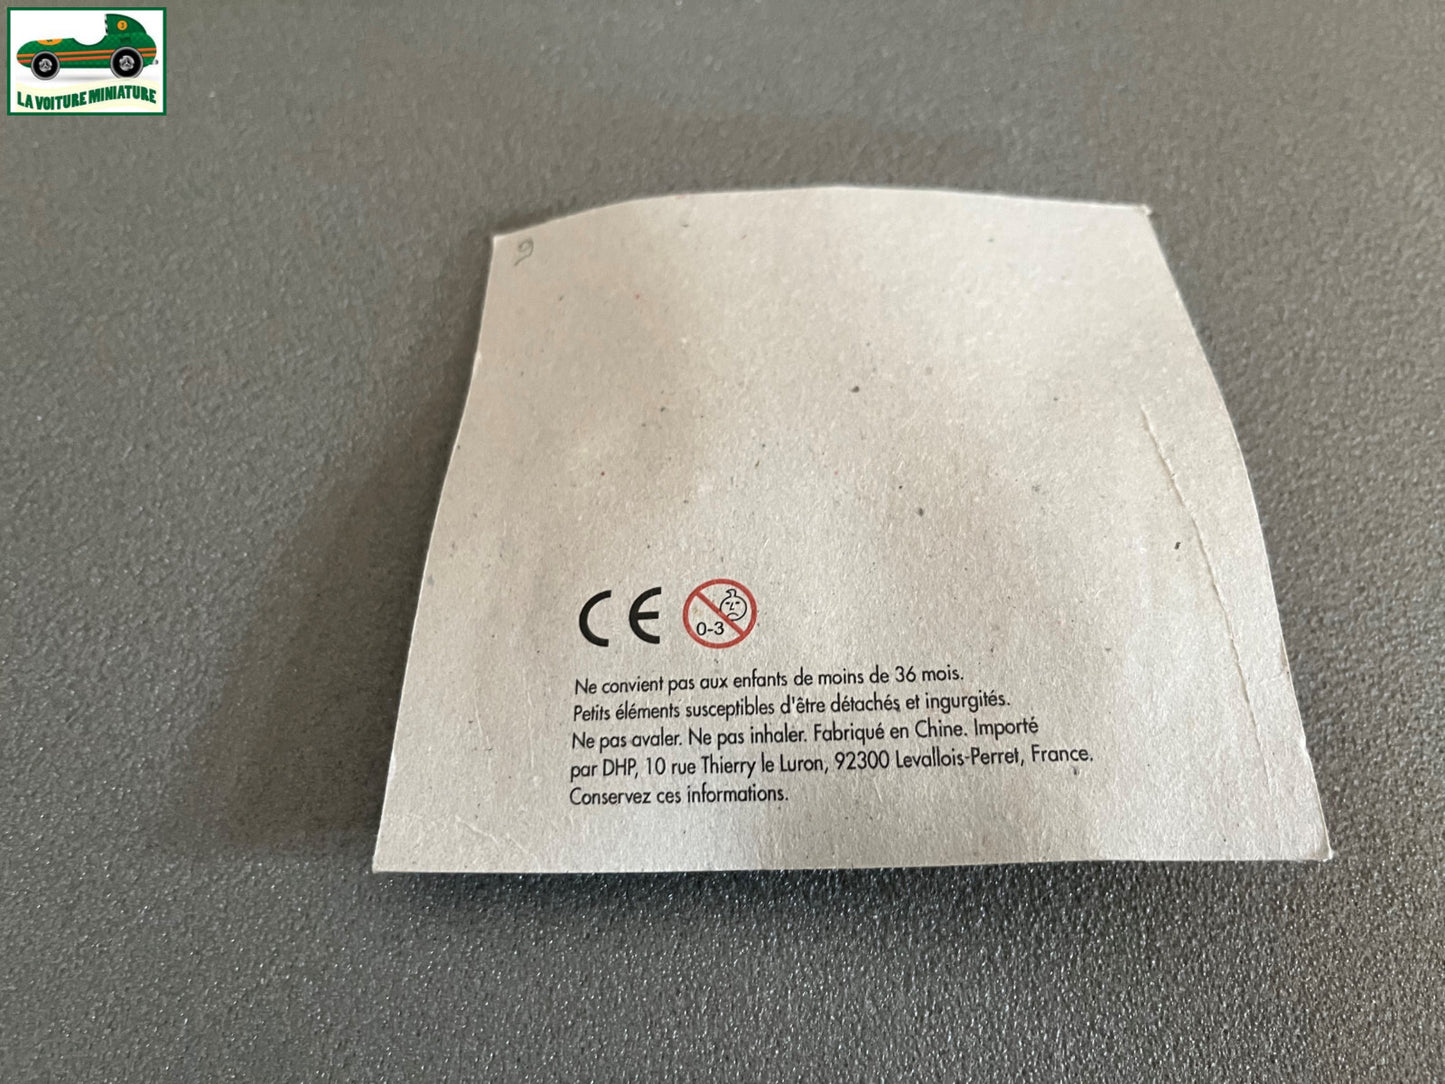 3
LA VOITURE MINIATURE
CE
0-3
Ne convient pas aux enfants de moins de 36 mois.
Petits éléments susceptibles d'être détachés et ingurgités.
Ne pas avaler. Ne pas inhaler. Fabriqué en Chine. Importé
par DHP, 10 rue Thierry le Luron, 92300 Levallois-Perret, France.
Conservez ces informations.